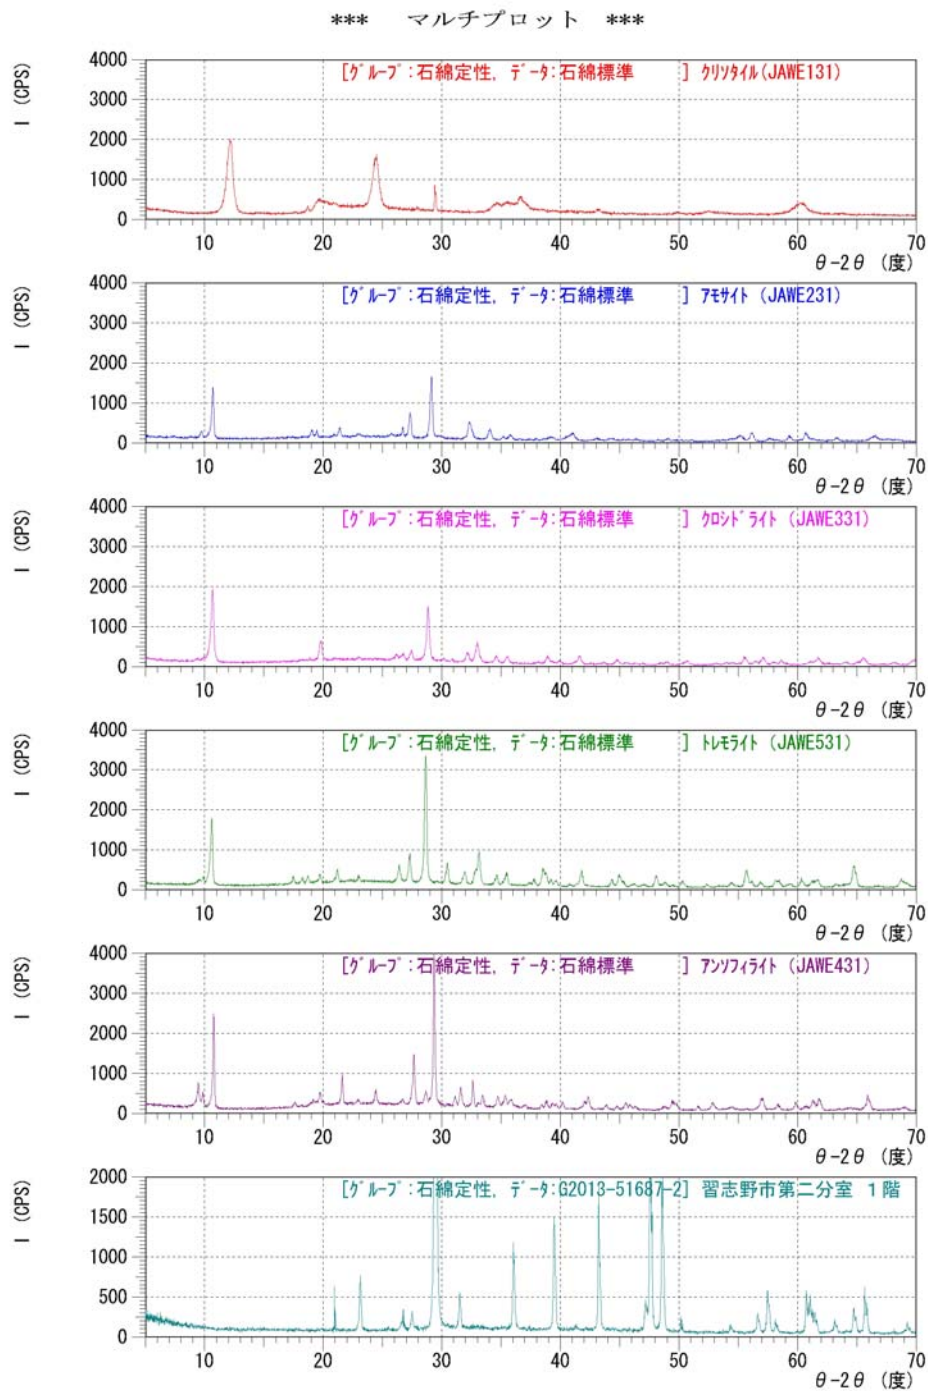 *** マルチプロット ***
I (CPS)
4000
3000
2000
1000
0
[グループ:石綿定性, データ:石綿標準 ] クリソタイル(JAWE131)
10 20 30 40 50 60 70
θ-2θ (度)
I (CPS)
4000
3000
2000
1000
0
[グループ:石綿定性, データ:石綿標準 ] アモサイト (JAWE231)
10 20 30 40 50 60 70
θ-2θ (度)
I (CPS)
4000
3000
2000
1000
0
[グループ:石綿定性, データ:石綿標準 ] クロシドライト (JAWE331)
10 20 30 40 50 60 70
θ-2θ (度)
I (CPS)
4000
3000
2000
1000
0
[グループ:石綿定性, データ:石綿標準 ] トレモライト (JAWE531)
10 20 30 40 50 60 70
θ-2θ (度)
I (CPS)
4000
3000
2000
1000
0
[グループ:石綿定性, データ:石綿標準 ] アンソフィライト (JAWE431)
10 20 30 40 50 60 70
θ-2θ (度)
I (CPS)
2000
1500
1000
500
0
[グループ:石綿定性, データ:G2013-51687-2] 習志野市第二分室 1階
10 20 30 40 50 60 70
θ-2θ (度)